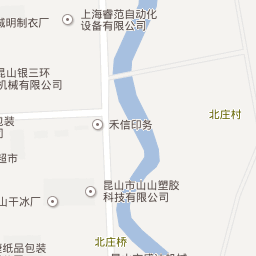 上海睿范自动化
设备有限公司
城明制衣厂
昆山银三环
机械有限公司
北庄村
禾信印务
包装
司
超市
昆山市山山塑胶
科技有限公司
山干冰厂
北庄桥
纸品包装